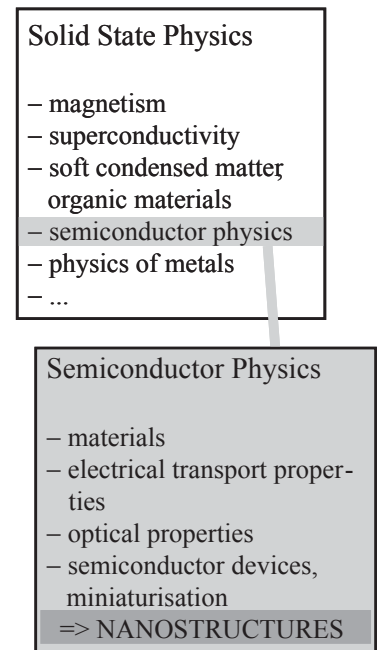 Solid State Physics
– magnetism
– superconductivity
– soft condensed matter,
organic materials
– semiconductor physics
– physics of metals
– ...
Semiconductor Physics
– materials
– electrical transport proper-
ties
– optical properties
– semiconductor devices,
miniaturisation
=> NANOSTRUCTURES